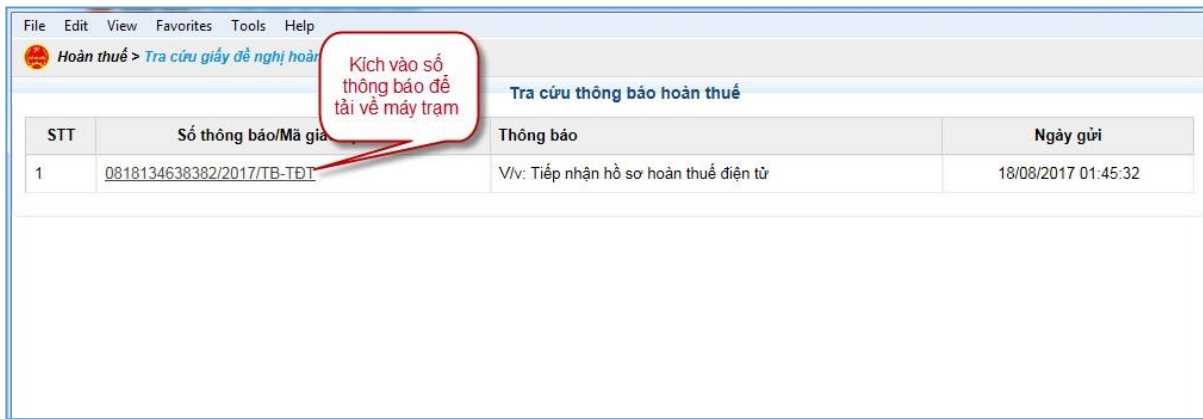 File Edit View Favorites Tools Help
Hoàn thuế > Tra cứu giấy đề nghị hoàn
Kích vào số
thông báo để
tải về máy trạm
Tra cứu thông báo hoàn thuế
STT Số thông báo/Mã Thông báo Ngày gửi
1 0818134638382/2017/TB-TĐT V/v: Tiếp nhận hồ sơ hoàn thuế điện tử 18/08/2017 01:45:32